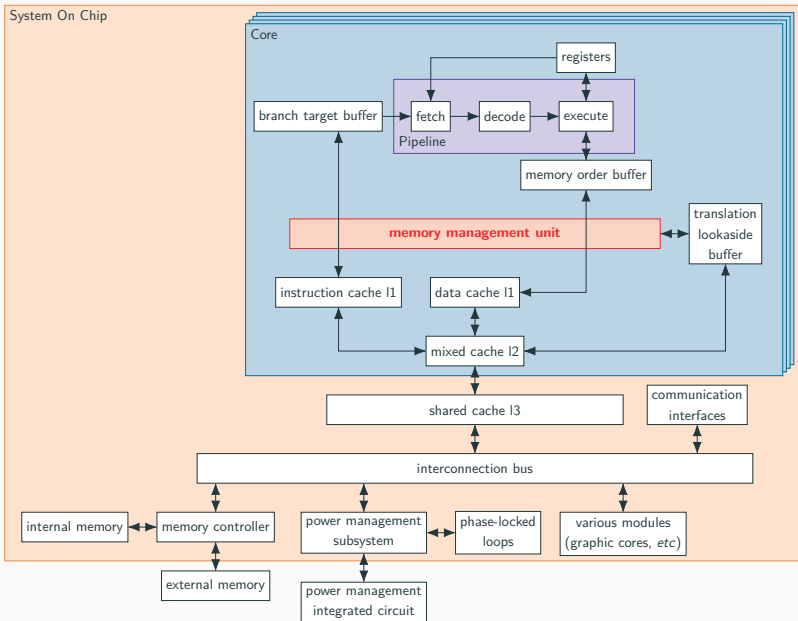 System On Chip
Core
registers
branch target buffer
fetch
decode
execute
Pipeline
memory order buffer
translation
lookaside
buffer
memory management unit
instruction cache l1
data cache l1
mixed cache l2
communication
interfaces
shared cache l3
interconnection bus
internal memory
memory controller
power management
subsystem
phase-locked
loops
various modules
(graphic cores, etc)
external memory
power management
integrated circuit